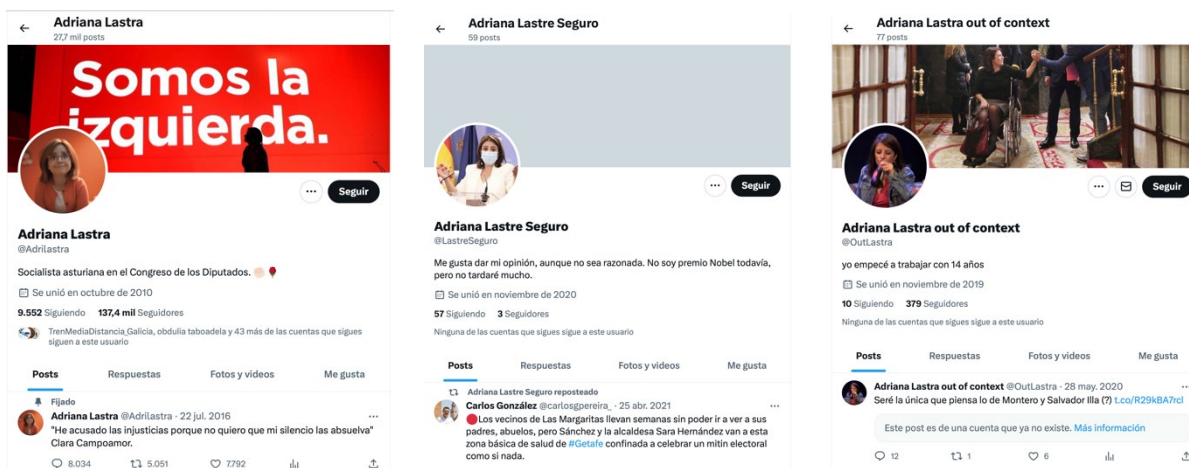 Adriana Lastra
27,7 mil posts
Somos la
izquierda.
Seguir
Adriana Lastra
@Adrilastra
Socialista asturiana en el Congreso de los Diputados. ✊🏻🌹
Se unió en octubre de 2010
9.552 Siguiendo 137,4 mil Seguidores
TrenMediaDistancia_Galicia, obdulia taboadela y 43 más de las cuentas que sigues
siguen a este usuario
Posts Respuestas Fotos y videos Me gusta
Fijado
Adriana Lastra @Adrilastra · 22 jul. 2016
"He acusado las injusticias porque no quiero que mi silencio las absuelva"
Clara Campoamor.
8.034 5.051 7.792
Adriana Lastre Seguro
59 posts
Seguir
Adriana Lastre Seguro
@LastreSeguro
Me gusta dar mi opinión, aunque no sea razonada. No soy premio Nobel todavía,
pero no tardaré mucho.
Se unió en noviembre de 2020
57 Siguiendo 3 Seguidores
Ninguna de las cuentas que sigues sigue a este usuario
Posts Respuestas Fotos y videos Me gusta
Adriana Lastre Seguro reposteado
Carlos González @carlosgpereira_ · 25 abr. 2021
🔴Los vecinos de Las Margaritas llevan semanas sin poder ir a ver a sus
padres, abuelos, pero Sánchez y la alcaldesa Sara Hernández van a esta
zona básica de salud de #Getafe confinada a celebrar un mitin electoral
como si nada.
Adriana Lastra out of context
77 posts
Seguir
Adriana Lastra out of context
@OutLastra
yo empecé a trabajar con 14 años
Se unió en noviembre de 2019
10 Siguiendo 379 Seguidores
Ninguna de las cuentas que sigues sigue a este usuario
Posts Respuestas Fotos y videos Me gusta
Adriana Lastra out of context @OutLastra · 28 may. 2020
Seré la única que piensa lo de Montero y Salvador Illa (?) t.co/R29kBA7rcl
Este post es de una cuenta que ya no existe. Más información
12 1 6